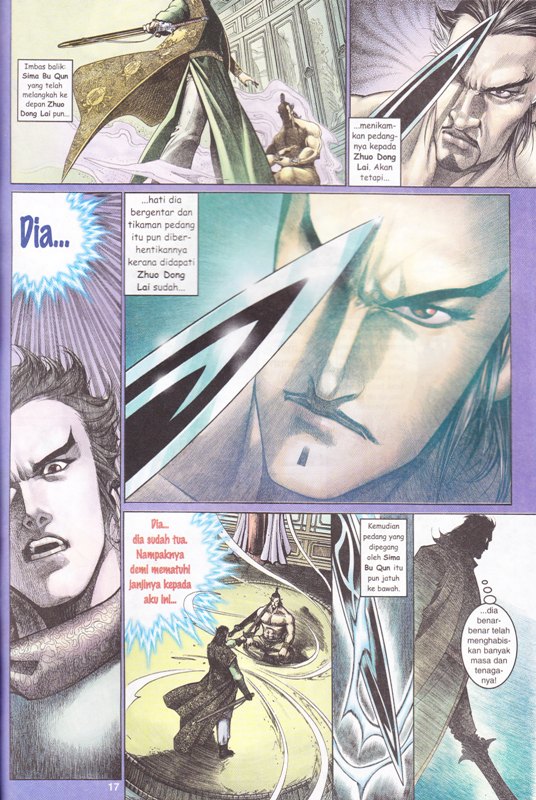 Imbas balik:
Sima Bu Qun
yang telah
melangkah ke
depan Zhuo
Dong Lai pun...
...menikam-
kan pedang-
nya kepada
Zhuo Dong
Lai. Akan
tetapi...
Dia...
...hati dia
bergentar dan
tikaman pedang
itu pun diber-
hentikannya
kerana didapati
Zhuo Dong
Lai sudah...
Dia...
dia sudah tua.
Nampaknya
demi mematuhi
janjinya kepada
aku ini...
Kemudian
pedang yang
dipegang
oleh Sima
Bu Qun itu
pun jatuh
ke bawah.
...dia
benar-
benar telah
menghabis-
kan banyak
masa dan
tenaga-
nya!
17